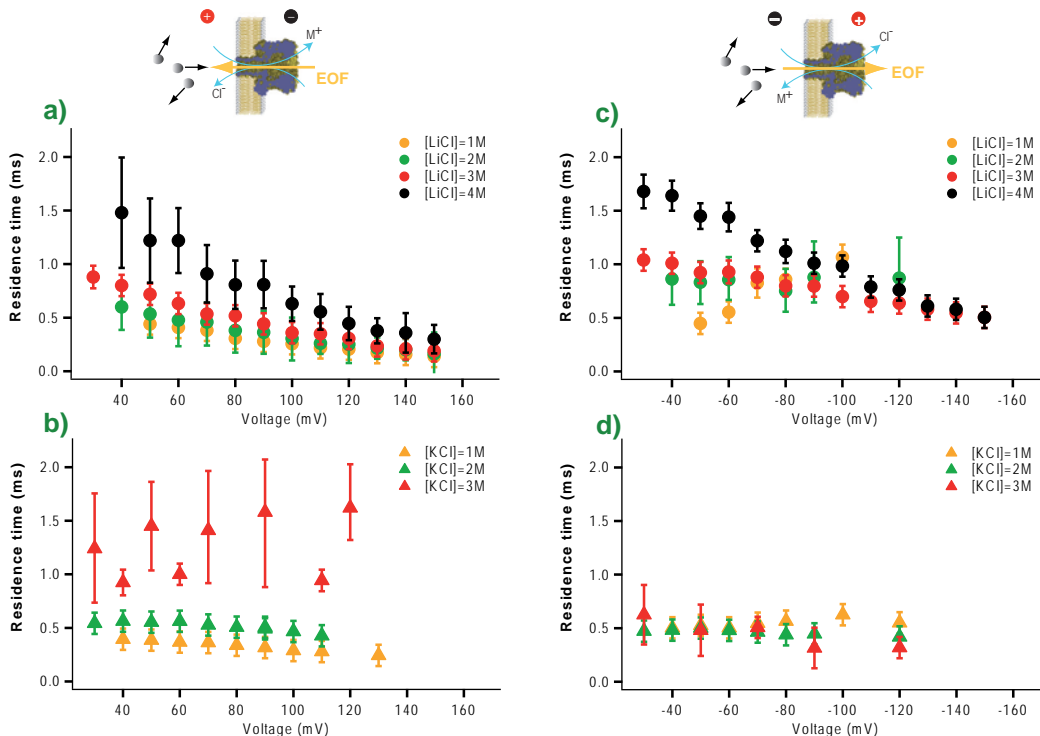 + −
M+
EOF
Cl−
− +
Cl−
EOF
M+
a)
Residence time (ms)
2.0
1.5
1.0
0.5
0.0
[LiCl]=1M
[LiCl]=2M
[LiCl]=3M
[LiCl]=4M
40 60 80 100 120 140 160
Voltage (mV)
c)
Residence time (ms)
2.0
1.5
1.0
0.5
0.0
[LiCl]=1M
[LiCl]=2M
[LiCl]=3M
[LiCl]=4M
-40 -60 -80 -100 -120 -140 -160
Voltage (mV)
b)
Residence time (ms)
2.0
1.5
1.0
0.5
0.0
[KCl]=1M
[KCl]=2M
[KCl]=3M
40 60 80 100 120 140 160
Voltage (mV)
d)
Residence time (ms)
2.0
1.5
1.0
0.5
0.0
[KCl]=1M
[KCl]=2M
[KCl]=3M
-40 -60 -80 -100 -120 -140 -160
Voltage (mV)